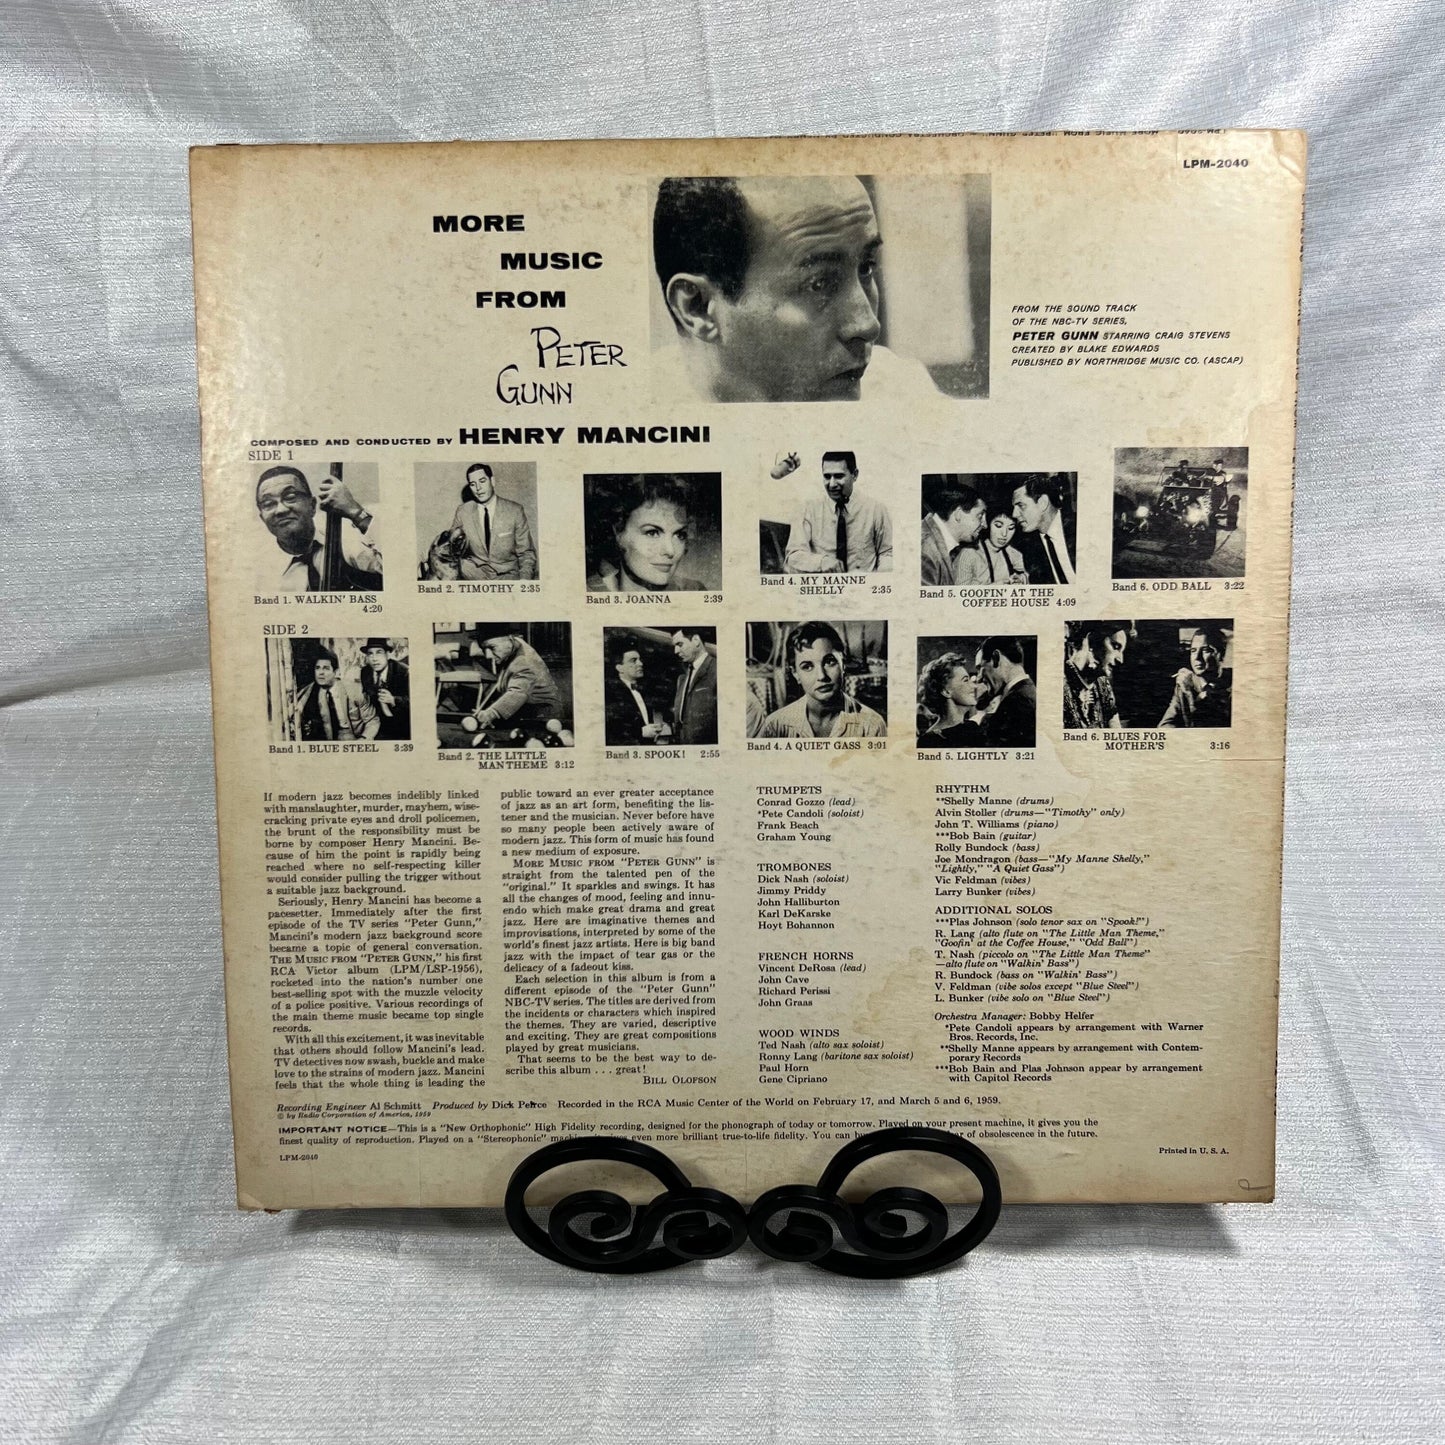 LPM-2040
MORE
MUSIC
FROM
PETER
GUNN
FROM THE SOUND TRACK
OF THE NBC-TV SERIES,
PETER GUNN STARRING CRAIG STEVENS
CREATED BY BLAKE EDWARDS
PUBLISHED BY NORTHRIDGE MUSIC CO. (ASCAP)
COMPOSED AND CONDUCTED BY HENRY MANCINI
SIDE 1
Band 1. WALKIN' BASS
4:20
Band 2. TIMOTHY 2:35
Band 3. JOANNA 2:39
Band 4. MY MANNE
SHELLY 2:35
Band 5. GOOFIN' AT THE
COFFEE HOUSE 4:09
Band 6. ODD BALL 3:22
SIDE 2
Band 1. BLUE STEEL 3:39
Band 2. THE LITTLE
MAN THEME 3:12
Band 3. SPOOK! 2:55
Band 4. A QUIET GASS 3:01
Band 5. LIGHTLY 3:21
Band 6. BLUES FOR
MOTHER'S 3:16
If modern jazz becomes indelibly linked
with manslaughter, murder, mayhem, wise-
cracking private eyes and droll policemen,
the brunt of the responsibility must be
borne by composer Henry Mancini. Be-
cause of him the point is rapidly being
reached where no self-respecting killer
would consider pulling the trigger without
a suitable jazz background.
Seriously, Henry Mancini has become a
pacesetter. Immediately after the first
episode of the TV series "Peter Gunn,"
Mancini's modern jazz background score
became a topic of general conversation.
THE MUSIC FROM "PETER GUNN," his first
RCA Victor album (LPM/LSP-1956),
rocketed into the nation's number one
best-selling spot with the muzzle velocity
of a police positive. Various recordings of
the main theme music became top single
records.
With all this excitement, it was inevitable
that others should follow Mancini's lead.
TV detectives now swash, buckle and make
love to the strains of modern jazz. Mancini
feels that the whole thing is leading the
public toward an ever greater acceptance
of jazz as an art form, benefiting the lis-
tener and the musician. Never before have
so many people been actively aware of
modern jazz. This form of music has found
a new medium of exposure.
MORE MUSIC FROM "PETER GUNN" is
straight from the talented pen of the
"original." It sparkles and swings. It has
all the changes of mood, feeling and innu-
endo which make great drama and great
jazz. Here are imaginative themes and
improvisations, interpreted by some of the
world's finest jazz artists. Here is big band
jazz with the impact of tear gas or the
delicacy of a fadeout kiss.
Each selection in this album is from a
different episode of the "Peter Gunn"
NBC-TV series. The titles are derived from
the incidents or characters which inspired
the themes. They are varied, descriptive
and exciting. They are great compositions
played by great musicians.
That seems to be the best way to de-
scribe this album . . . great!
BILL OLOFSON
TRUMPETS
Conrad Gozzo (lead)
*Pete Candoli (soloist)
Frank Beach
Graham Young
TROMBONES
Dick Nash (soloist)
Jimmy Priddy
John Halliburton
Karl DeKarske
Hoyt Bohannon
FRENCH HORNS
Vincent DeRosa (lead)
John Cave
Richard Perissi
John Graas
WOOD WINDS
Ted Nash (alto sax soloist)
Ronny Lang (baritone sax soloist)
Paul Horn
Gene Cipriano
RHYTHM
**Shelly Manne (drums)
Alvin Stoller (drums—"Timothy" only)
John T. Williams (piano)
***Bob Bain (guitar)
Rolly Bundock (bass)
Joe Mondragon (bass—"My Manne Shelly,"
"Lightly," "A Quiet Gass")
Vic Feldman (vibes)
Larry Bunker (vibes)
ADDITIONAL SOLOS
***Plas Johnson (solo tenor sax on "Spook!")
R. Lang (alto flute on "The Little Man Theme,"
"Goofin' at the Coffee House," "Odd Ball")
T. Nash (piccolo on "The Little Man Theme"
—alto flute on "Walkin' Bass")
R. Bundock (bass on "Walkin' Bass")
V. Feldman (vibe solos except "Blue Steel")
L. Bunker (vibe solo on "Blue Steel")
Orchestra Manager: Bobby Helfer
*Pete Candoli appears by arrangement with Warner
Bros. Records, Inc.
**Shelly Manne appears by arrangement with Contem-
porary Records
***Bob Bain and Plas Johnson appear by arrangement
with Capitol Records
Recording Engineer Al Schmitt Produced by Dick Peirce Recorded in the RCA Music Center of the World on February 17, and March 5 and 6, 1959.
© by Radio Corporation of America, 1959
IMPORTANT NOTICE—This is a "New Orthophonic" High Fidelity recording, designed for the phonograph of today or tomorrow. Played on your present machine, it gives you the
finest quality of reproduction. Played on a "Stereophonic" even more brilliant true-to-life fidelity. You can of obsolescence in the future.
LPM-2040
Printed in U. S. A.